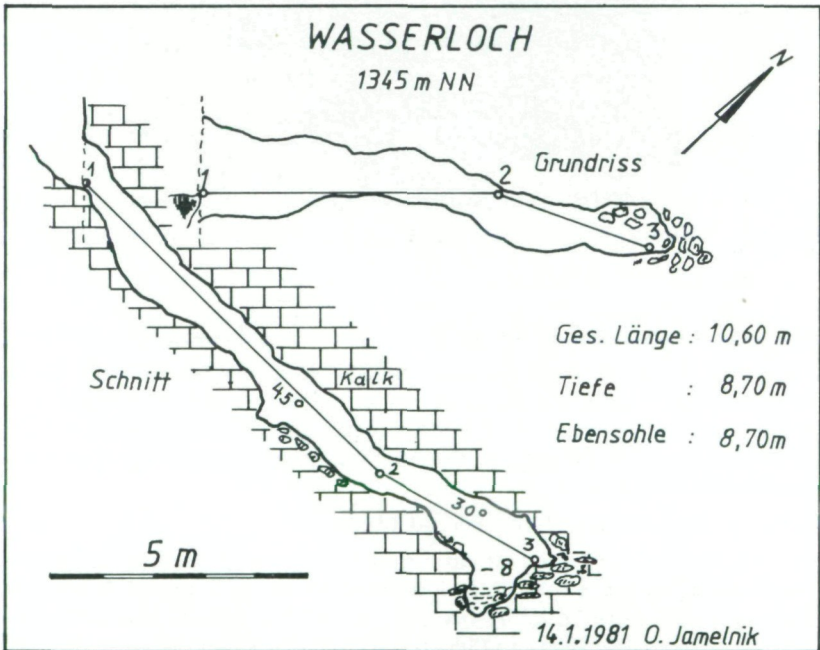 WASSERLOCH
1345 m NN
N
Grundriss
1
1
2
3
Ges. Länge : 10,60 m
Tiefe : 8,70 m
Ebensohle : 8,70m
Schnitt
Kalk
45°
2
30°
3
5 m
-8
14.1.1981 O. Jamelnik